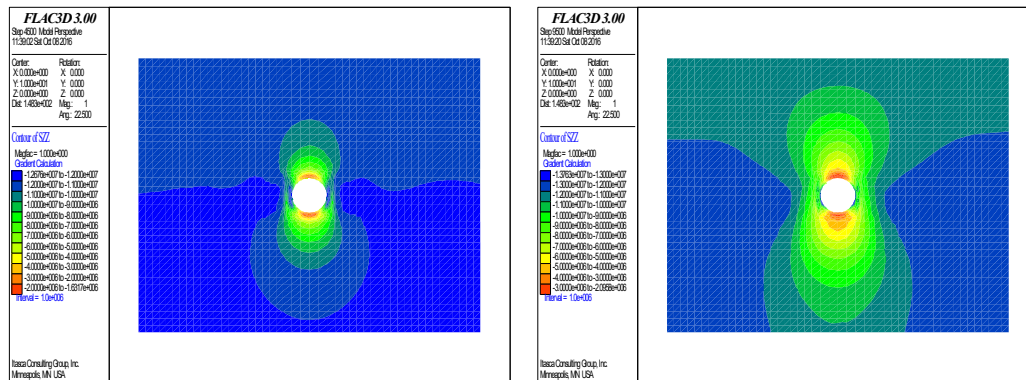 FLAC3D 3.00
Step 4500 Model Perspective
11:39:02 Sat Oct 08 2016
Center: Rotation:
X: 0.000e+000 X: 0.000
Y: 1.000e+001 Y: 0.000
Z: 0.000e+000 Z: 0.000
Dist: 1.483e+002 Mag.: 1
Ang.: 22.500
Contour of SZZ
Magfac = 1.000e+000
Gradient Calculation
-1.2576e+007 to -1.2000e+007
-1.2000e+007 to -1.1000e+007
-1.1000e+007 to -1.0000e+007
-1.0000e+007 to -9.0000e+006
-9.0000e+006 to -8.0000e+006
-8.0000e+006 to -7.0000e+006
-7.0000e+006 to -6.0000e+006
-6.0000e+006 to -5.0000e+006
-5.0000e+006 to -4.0000e+006
-4.0000e+006 to -3.0000e+006
-3.0000e+006 to -2.0000e+006
-2.0000e+006 to -1.6317e+006
Interval = 1.0e+006
Itasca Consulting Group, Inc.
Minneapolis, MN USA
FLAC3D 3.00
Step 9500 Model Perspective
11:39:20 Sat Oct 08 2016
Center: Rotation:
X: 0.000e+000 X: 0.000
Y: 1.000e+001 Y: 0.000
Z: 0.000e+000 Z: 0.000
Dist: 1.483e+002 Mag.: 1
Ang.: 22.500
Contour of SZZ
Magfac = 1.000e+000
Gradient Calculation
-1.3763e+007 to -1.3000e+007
-1.3000e+007 to -1.2000e+007
-1.2000e+007 to -1.1000e+007
-1.1000e+007 to -1.0000e+007
-1.0000e+007 to -9.0000e+006
-9.0000e+006 to -8.0000e+006
-8.0000e+006 to -7.0000e+006
-7.0000e+006 to -6.0000e+006
-6.0000e+006 to -5.0000e+006
-5.0000e+006 to -4.0000e+006
-4.0000e+006 to -3.0000e+006
-3.0000e+006 to -2.0958e+006
Interval = 1.0e+006
Itasca Consulting Group, Inc.
Minneapolis, MN USA